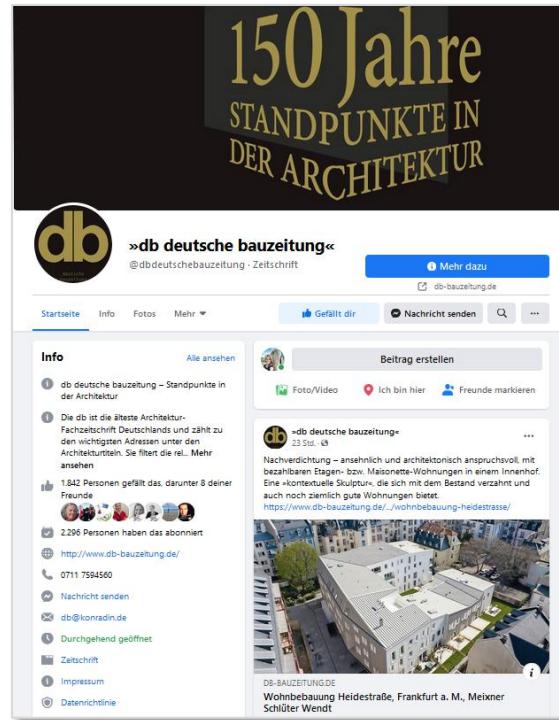 150 Jahre
STANDPUNKTE IN
DER ARCHITEKTUR
db
»db deutsche bauzeitung«
@dbdeutschebauzeitung · Zeitschrift
Mehr dazu
db-bauzeitung.de
Startseite Info Fotos Mehr
Gefällt dir
Nachricht senden
Info
Alle ansehen
db deutsche bauzeitung – Standpunkte in
der Architektur
Die db ist die älteste Architektur-
Fachzeitschrift Deutschlands und zählt zu
den wichtigsten Adressen unter den
Architekturtiteln. Sie filtert die rel... Mehr
ansehen
1.842 Personen gefällt das, darunter 8 deiner
Freunde
2.296 Personen haben das abonniert
http://www.db-bauzeitung.de/
0711 7594560
Nachricht senden
db@konradin.de
Durchgehend geöffnet
Zeitschrift
Impressum
Datenrichtlinie
Beitrag erstellen
Foto/Video
Ich bin hier
Freunde markieren
db
»db deutsche bauzeitung«
23 Std. ·
Nachverdichtung – ansehnlich und architektonisch anspruchsvoll, mit
bezahlbaren Etagen- bzw. Maisonette-Wohnungen in einem Innenhof.
Eine »kontextuelle Skulptur«, die sich mit dem Bestand verzahnt und
auch noch ziemlich gute Wohnungen bietet.
https://www.db-bauzeitung.de/.../wohnbebauung-heidestrasse/
DB-BAUZEITUNG.DE
Wohnbebauung Heidestraße, Frankfurt a. M., Meixner
Schlüter Wendt